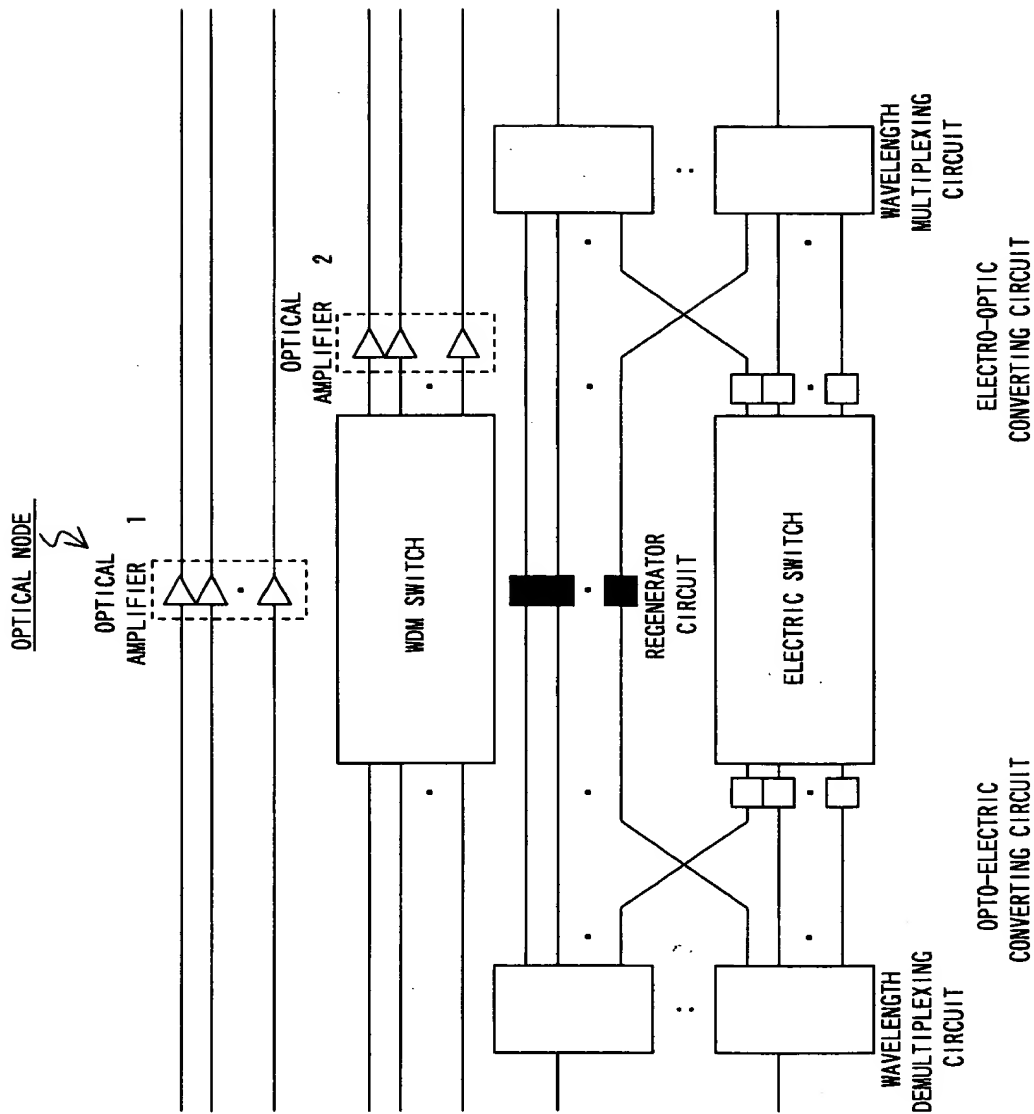 OPTICAL NODE
OPTICAL
AMPLIFIER 1
OPTICAL
AMPLIFIER 2
WDM SWITCH
REGENERATOR
CIRCUIT
ELECTRIC SWITCH
WAVELENGTH
DEMULTIPLEXING
CIRCUIT
OPTO-ELECTRIC
CONVERTING CIRCUIT
ELECTRO-OPTIC
CONVERTING CIRCUIT
WAVELENGTH
MULTIPLEXING
CIRCUIT